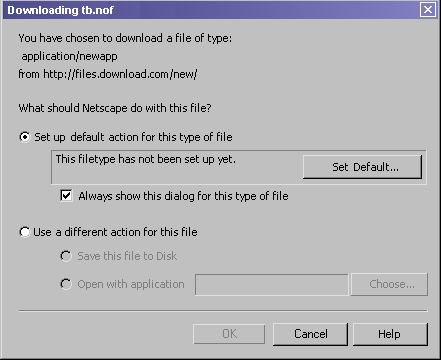 Downloading tb.nof
You have chosen to download a file of type:
application/newapp
from http://files.download.com/new/
What should Netscape do with this file?
Set up default action for this type of file
This filetype has not been set up yet.
Set Default...
Always show this dialog for this type of file
Use a different action for this file
Save this file to Disk
Open with application
Choose...
OK
Cancel
Help